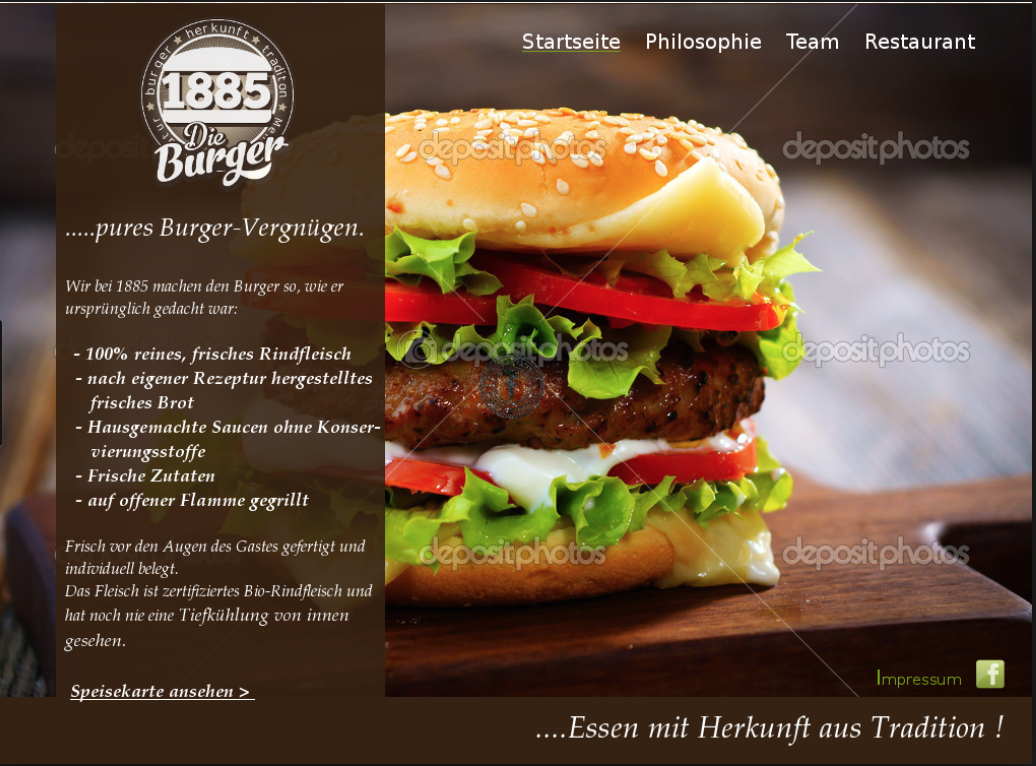 Startseite Philosophie Team Restaurant
burger ★ herkunft ★ tradition ★
1885
Die
Burger
.....pures Burger-Vergnügen.
Wir bei 1885 machen den Burger so, wie er
ursprünglich gedacht war:
- 100% reines, frisches Rindfleisch
- nach eigener Rezeptur hergestelltes
frisches Brot
- Hausgemachte Saucen ohne Konser-
vierungsstoffe
- Frische Zutaten
- auf offener Flamme gegrillt
Frisch vor den Augen des Gastes gefertigt und
individuell belegt.
Das Fleisch ist zertifiziertes Bio-Rindfleisch und
hat noch nie eine Tiefkühlung von innen
gesehen.
Speisekarte ansehen >
depositphotos depositphotos depositphotos
depositphotos depositphotos
depositphotos depositphotos
Impressum f
....Essen mit Herkunft aus Tradition !